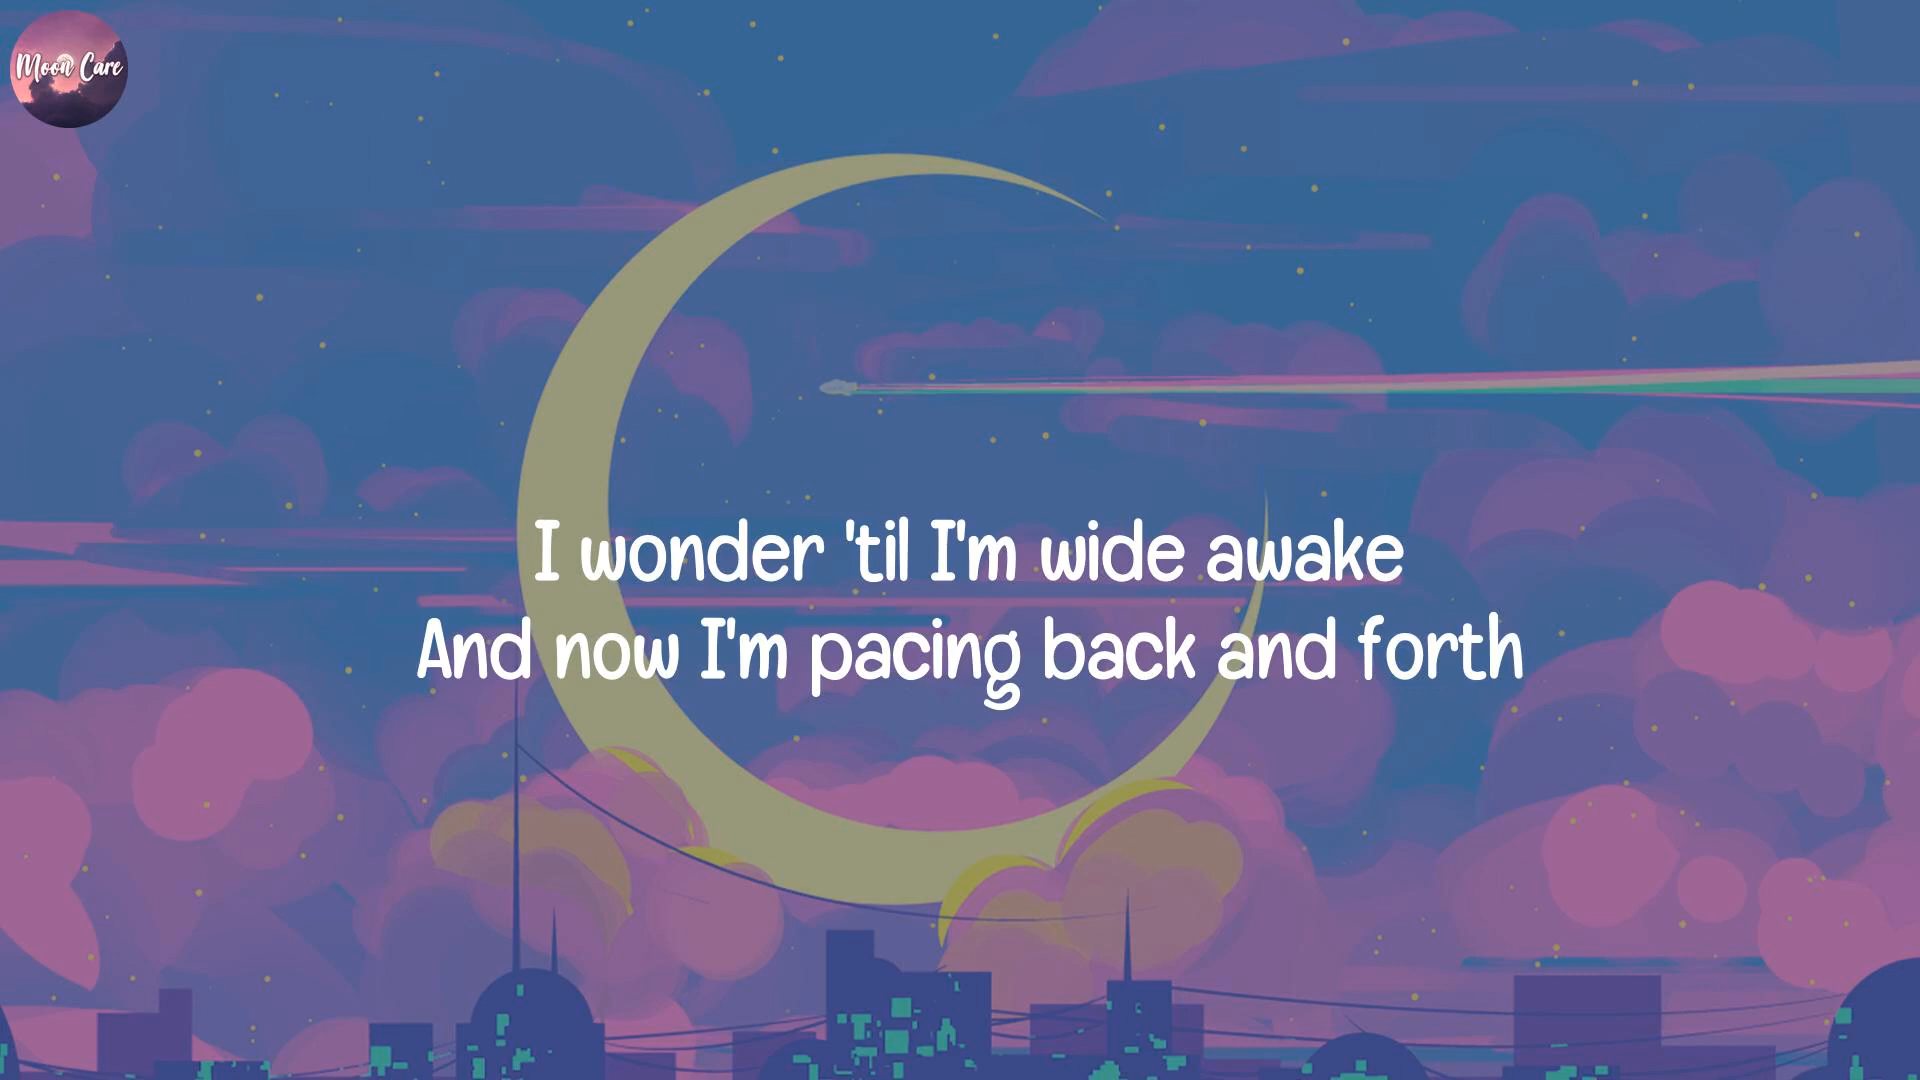 Moon Care
I wonder 'til I'm wide awake
And now I'm pacing back and forth